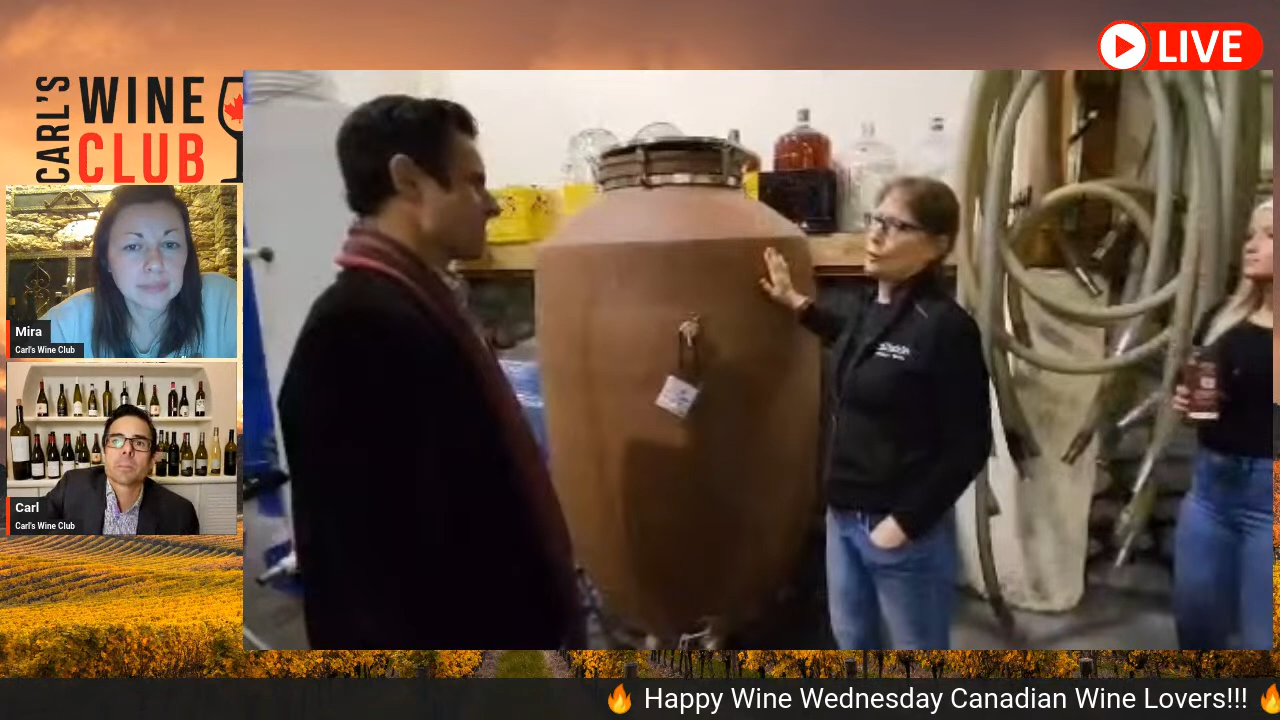 LIVE
CARL'S
WINE
CLUB
Mira
Carl's Wine Club
Carl
Carl's Wine Club
🔥 Happy Wine Wednesday Canadian Wine Lovers!!! 🔥